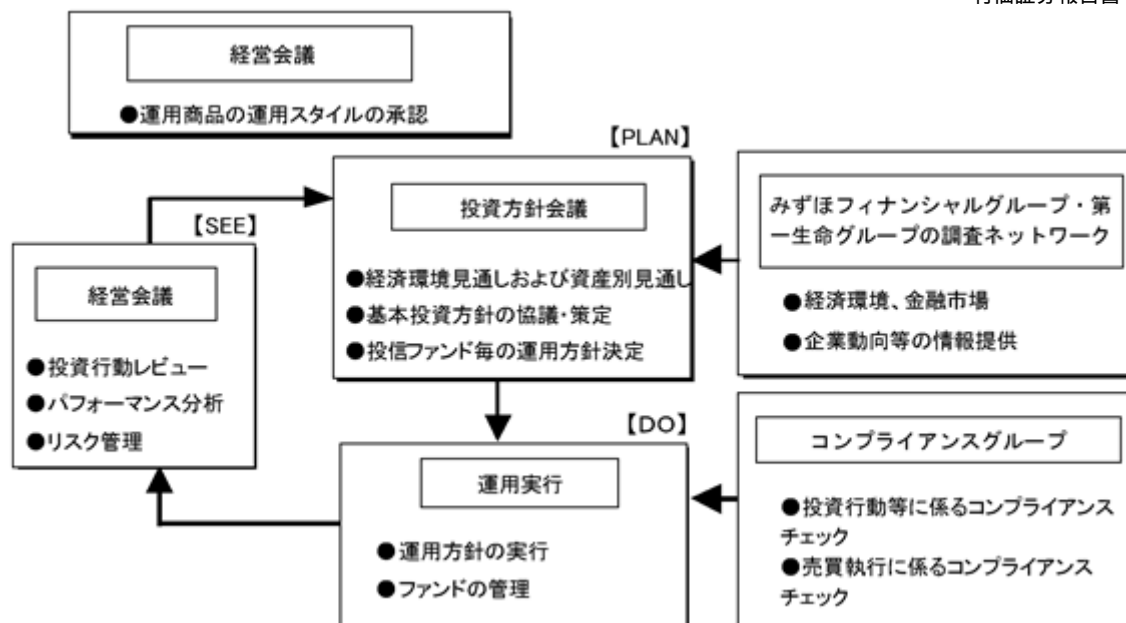 経営会議
●運用商品の運用スタイルの承認
【PLAN】
投資方針会議
●経済環境見通しおよび資産別見通し
●基本投資方針の協議・策定
●投信ファンド毎の運用方針決定
みずほフィナンシャルグループ・第
一生命グループの調査ネットワーク
●経済環境、金融市場
●企業動向等の情報提供
【SEE】
経営会議
●投資行動レビュー
●パフォーマンス分析
●リスク管理
【DO】
運用実行
●運用方針の実行
●ファンドの管理
コンプライアンスグループ
●投資行動等に係るコンプライアンス
チェック
●売買執行に係るコンプライアンス
チェック